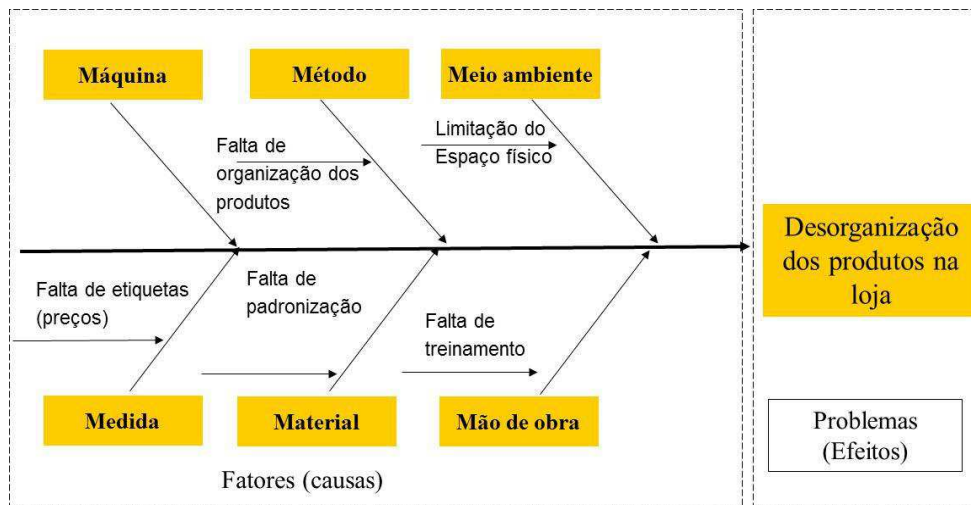 Máquina
Método
Meio ambiente
Falta de
organização dos
produtos
Limitação do
Espaço físico
Desorganização
dos produtos na
loja
Falta de etiquetas
(preços)
Falta de
padronização
Falta de
treinamento
Medida
Material
Mão de obra
Problemas
(Efeitos)
Fatores (causas)